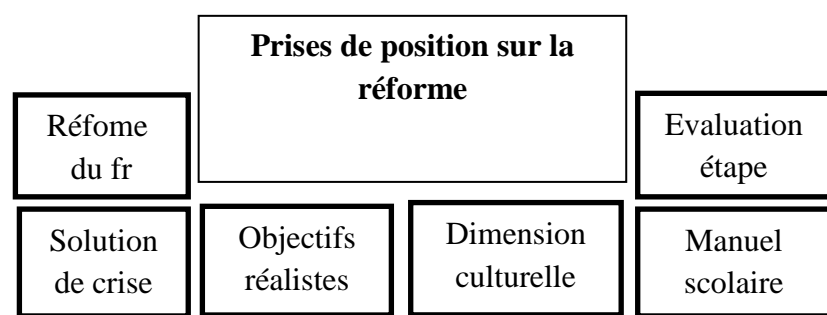 Prises de position sur la
réforme
Réfome
du fr
Evaluation
étape
Solution
de crise
Objectifs
réalistes
Dimension
culturelle
Manuel
scolaire